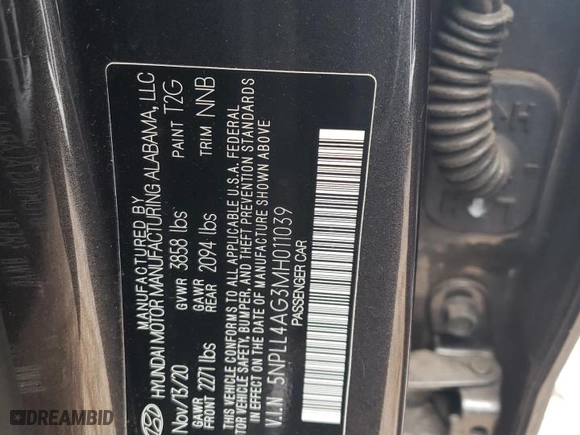 MANUFACTURED BY
HYUNDAI MOTOR MANUFACTURING ALABAMA, LLC
Nov/13/20 GVWR 3858 lbs PAINT T2G
GAWR FRONT 2271 lbs GAWR REAR 2094 lbs TRIM NNB
THIS VEHICLE CONFORMS TO ALL APPLICABLE U.S.A. FEDERAL
MOTOR VEHICLE SAFETY, BUMPER, AND THEFT PREVENTION STANDARDS
IN EFFECT ON THE DATE OF MANUFACTURE SHOWN ABOVE
V.I.N 5NPLL4AG3MH011039
PASSENGER CAR
DREAMBID
DREAMBID